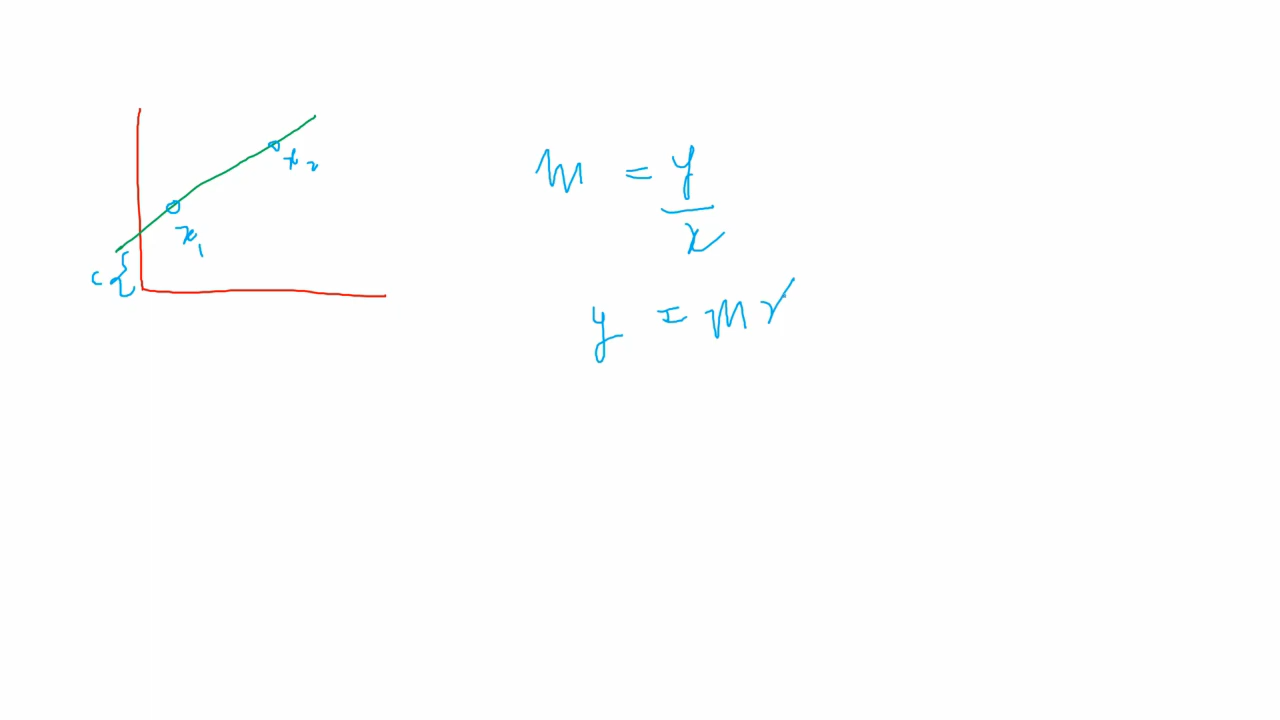 x₂
x₁
c {
m = y/x
y = mx